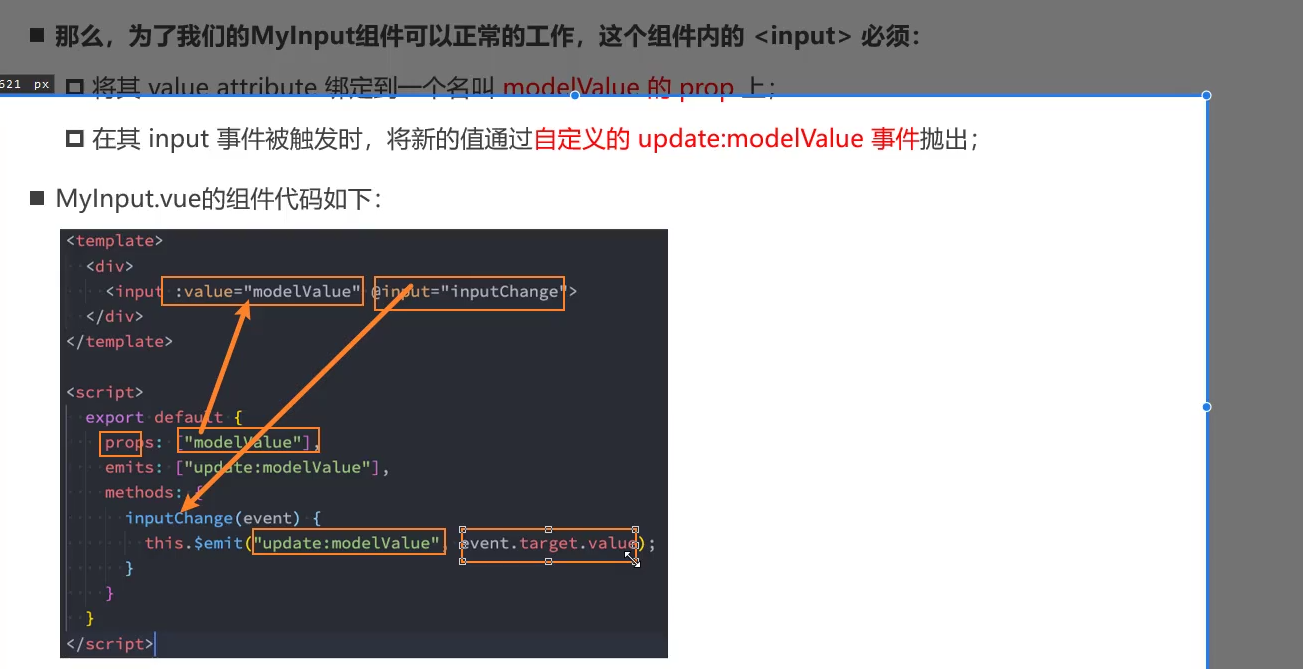 那么，为了我们的MyInput组件可以正常的工作，这个组件内的 <input> 必须：
621 px
将其 value attribute 绑定到一个名叫 modelValue 的 prop 上；
在其 input 事件被触发时，将新的值通过自定义的 update:modelValue 事件抛出；
MyInput.vue的组件代码如下：
<template>
<div>
<input :value="modelValue" @input="inputChange">
</div>
</template>
<script>
export default {
props: ["modelValue"],
emits: ["update:modelValue"],
methods: {
inputChange(event) {
this.$emit("update:modelValue", event.target.value);
}
}
}
</script>